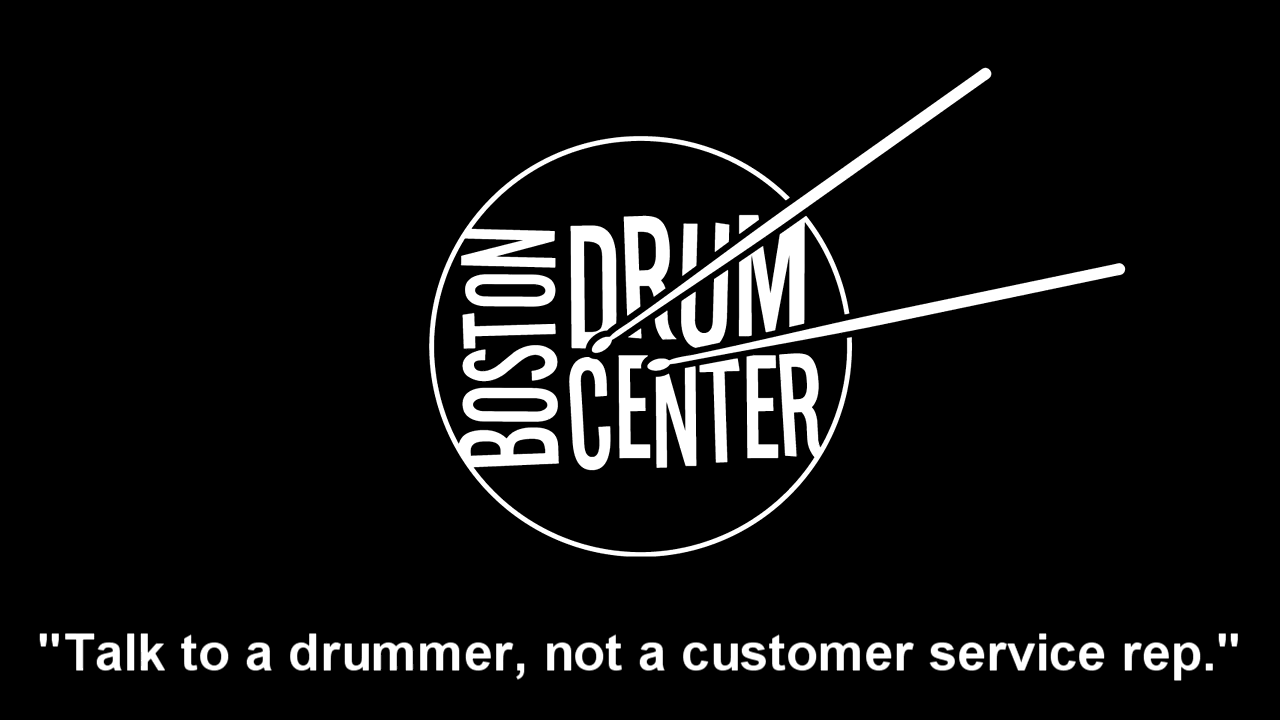 BOSTON
DRUM
CENTER
"Talk to a drummer, not a customer service rep."